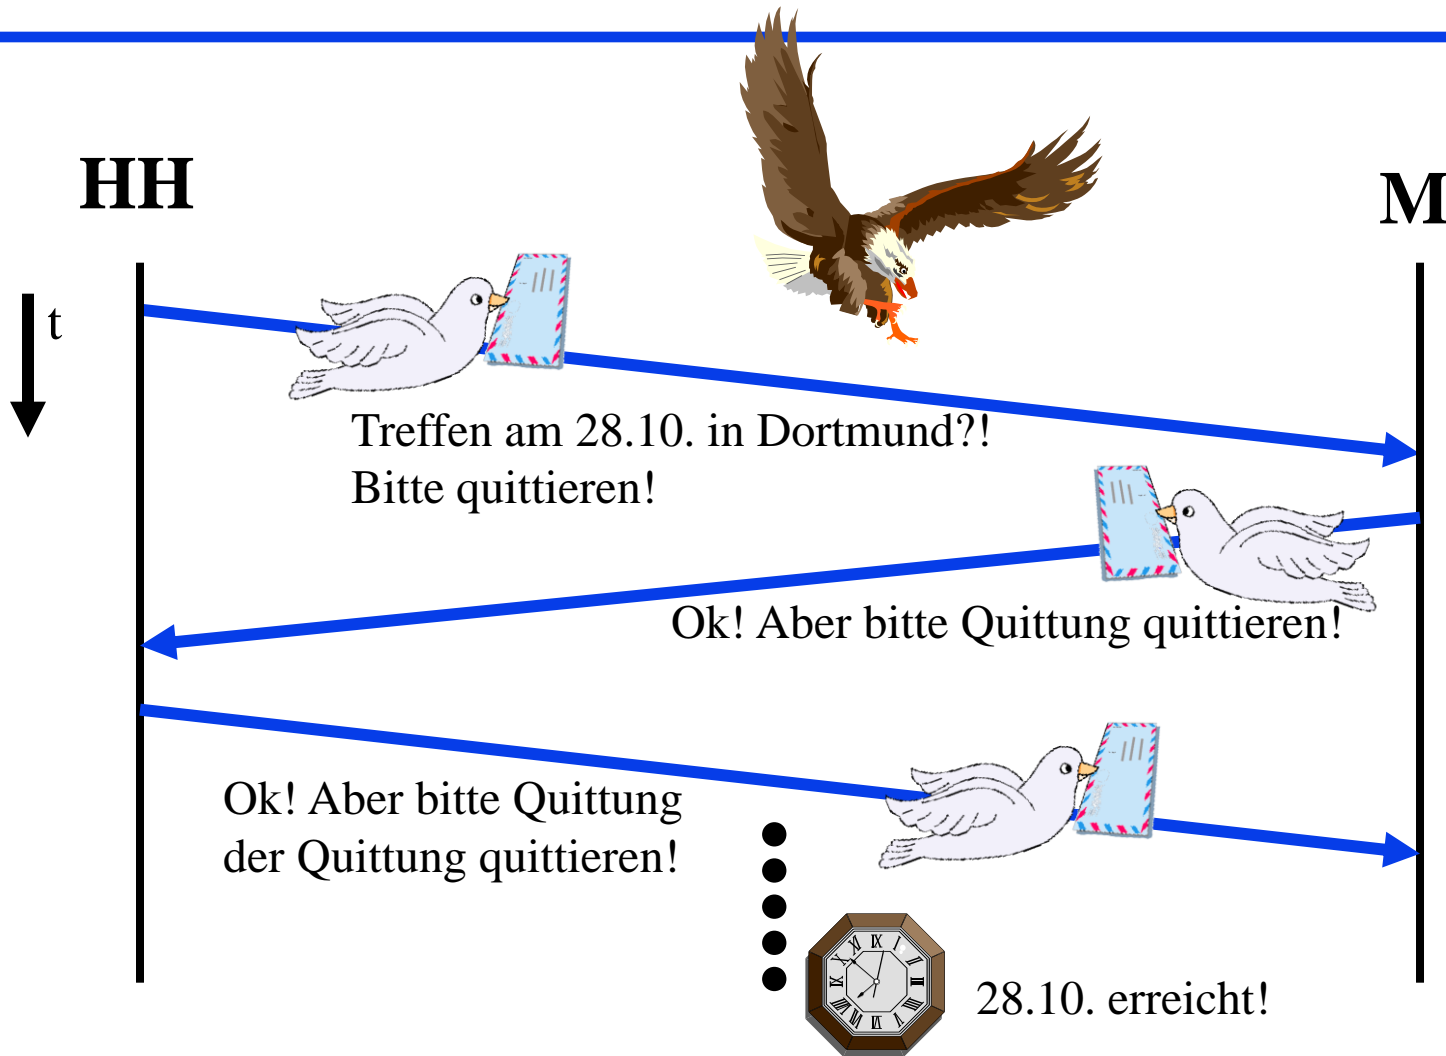 HH
M
t
Treffen am 28.10. in Dortmund?!
Bitte quittieren!
Ok! Aber bitte Quittung quittieren!
Ok! Aber bitte Quittung
der Quittung quittieren!
28.10. erreicht!